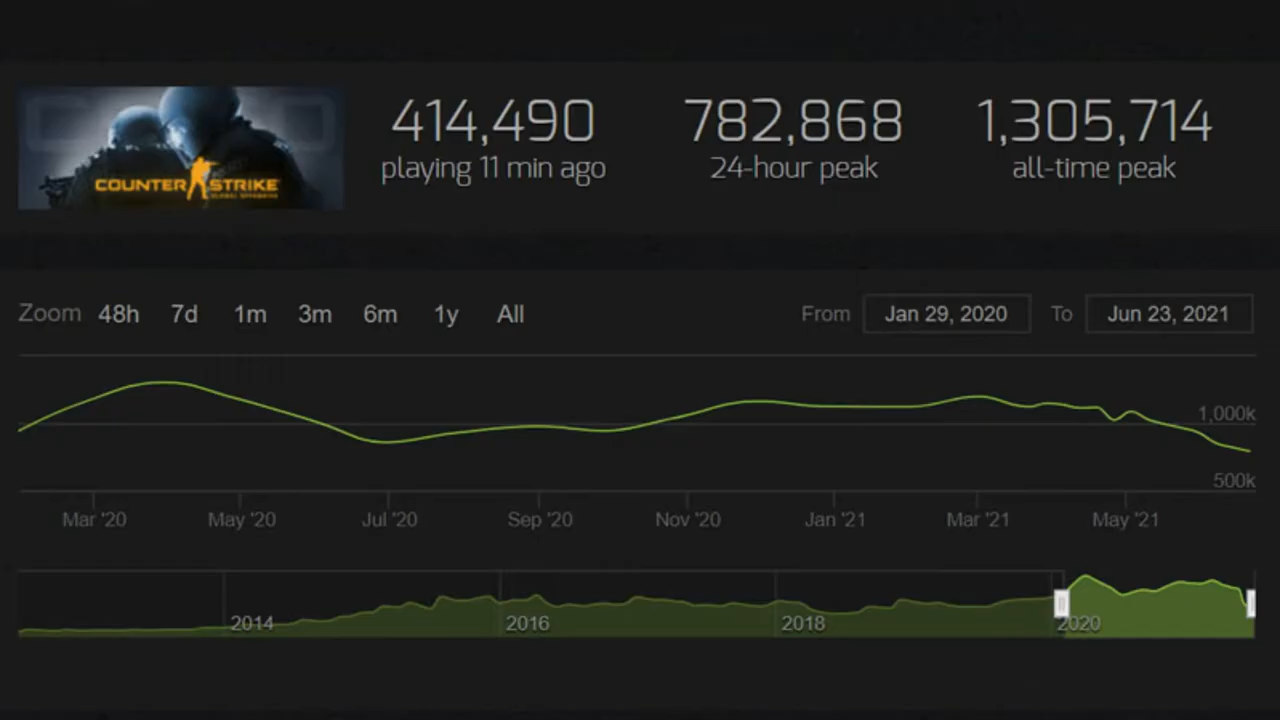 COUNTER STRIKE
GLOBAL OFFENSIVE
414,490
playing 11 min ago
782,868
24-hour peak
1,305,714
all-time peak
Zoom 48h 7d 1m 3m 6m 1y All
From Jan 29, 2020 To Jun 23, 2021
1,000k
500k
Mar '20 May '20 Jul '20 Sep '20 Nov '20 Jan '21 Mar '21 May '21
2014 2016 2018 2020